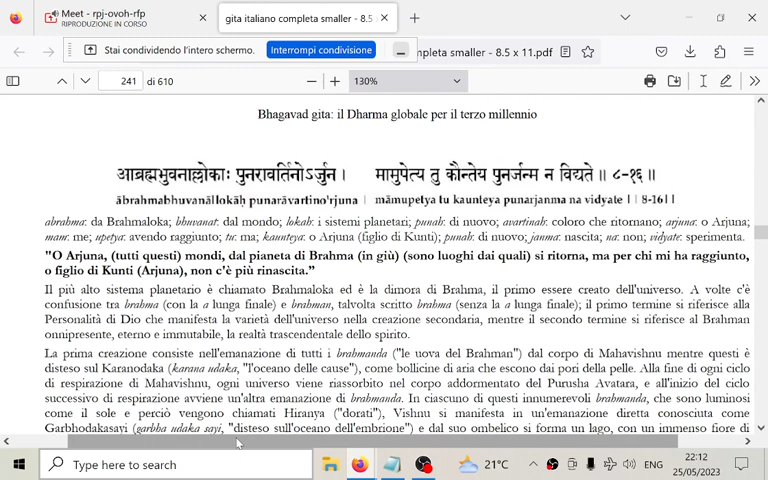 Meet - rpj-ovoh-rfp
RIPRODUZIONE IN CORSO
gita italiano completa smaller - 8.5
Stai condividendo l'intero schermo.
Interrompi condivisione
mpleta smaller - 8.5 x 11.pdf
241 di 610
130%
Bhagavad gita: il Dharma globale per il terzo millennio
आब्रह्मभुवनाल्लोकाः पुनरावर्तिनोऽर्जुन । मामुपेत्य तु कौन्तेय पुनर्जन्म न विद्यते ॥ ८-१६ ॥
ābrahmabhuvanāllokāḥ punarāvartino'rjuna | māmupetya tu kaunteya punarjanma na vidyate || 8-16||
abrahma: da Brahmaloka; bhuvanat: dal mondo; lokah: i sistemi planetari; punah: di nuovo; avartinah: coloro che ritornano; arjuna: o Arjuna;
mam: me; upetya: avendo raggiunto; tu: ma; kaunteya: o Arjuna (figlio di Kunti); punah: di nuovo; janma: nascita; na: non; vidyate: sperimenta.
"O Arjuna, (tutti questi) mondi, dal pianeta di Brahma (in giù) (sono luoghi dai quali) si ritorna, ma per chi mi ha raggiunto,
o figlio di Kunti (Arjuna), non c'è più rinascita."
Il più alto sistema planetario è chiamato Brahmaloka ed è la dimora di Brahma, il primo essere creato dell'universo. A volte c'è
confusione tra brahma (con la a lunga finale) e brahman, talvolta scritto brahma (senza la a lunga finale); il primo termine si riferisce alla
Personalità di Dio che manifesta la varietà dell'universo nella creazione secondaria, mentre il secondo termine si riferisce al Brahman
onnipresente, eterno e immutabile, la realtà trascendentale dello spirito.
La prima creazione consiste nell'emanazione di tutti i brahmanda ("le uova del Brahman") dal corpo di Mahavishnu mentre questi è
disteso sul Karanodaka (karana udaka, "l'oceano delle cause"), come bollicine di aria che escono dai pori della pelle. Alla fine di ogni ciclo
di respirazione di Mahavishnu, ogni universo viene riassorbito nel corpo addormentato del Purusha Avatara, e all'inizio del ciclo
successivo di respirazione avviene un'altra emanazione di brahmanda. In ciascuno di questi innumerevoli brahmanda, che sono luminosi
come il sole e perciò vengono chiamati Hiranya ("dorati"), Vishnu si manifesta in un'emanazione diretta conosciuta come
Garbhodakasayi (garbha udaka sayi, "disteso sull'oceano dell'embrione") e dal suo ombelico si forma un lago, con un immenso fiore di
Type here to search
21°C
ENG
22:12
25/05/2023